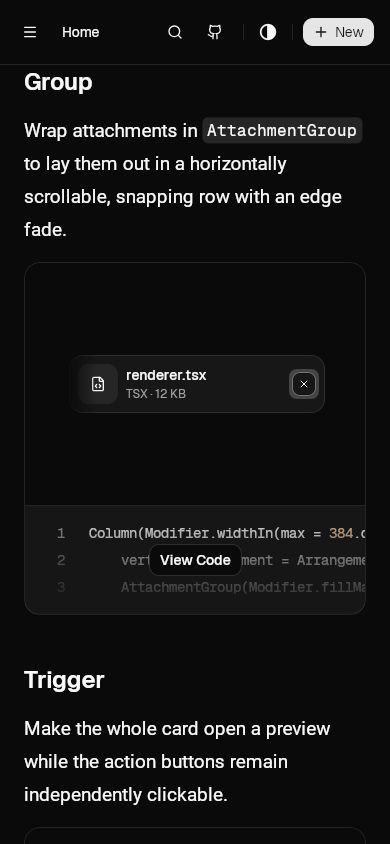 Home
New
Group
Wrap attachments in AttachmentGroup
to lay them out in a horizontally
scrollable, snapping row with an edge
fade.
renderer.tsx
TSX · 12 KB
1 Column(Modifier.widthIn(max = 384.d
2 vert ment = Arrangeme
View Code
3 AttachmentGroup(Modifier.fillMa
Trigger
Make the whole card open a preview
while the action buttons remain
independently clickable.